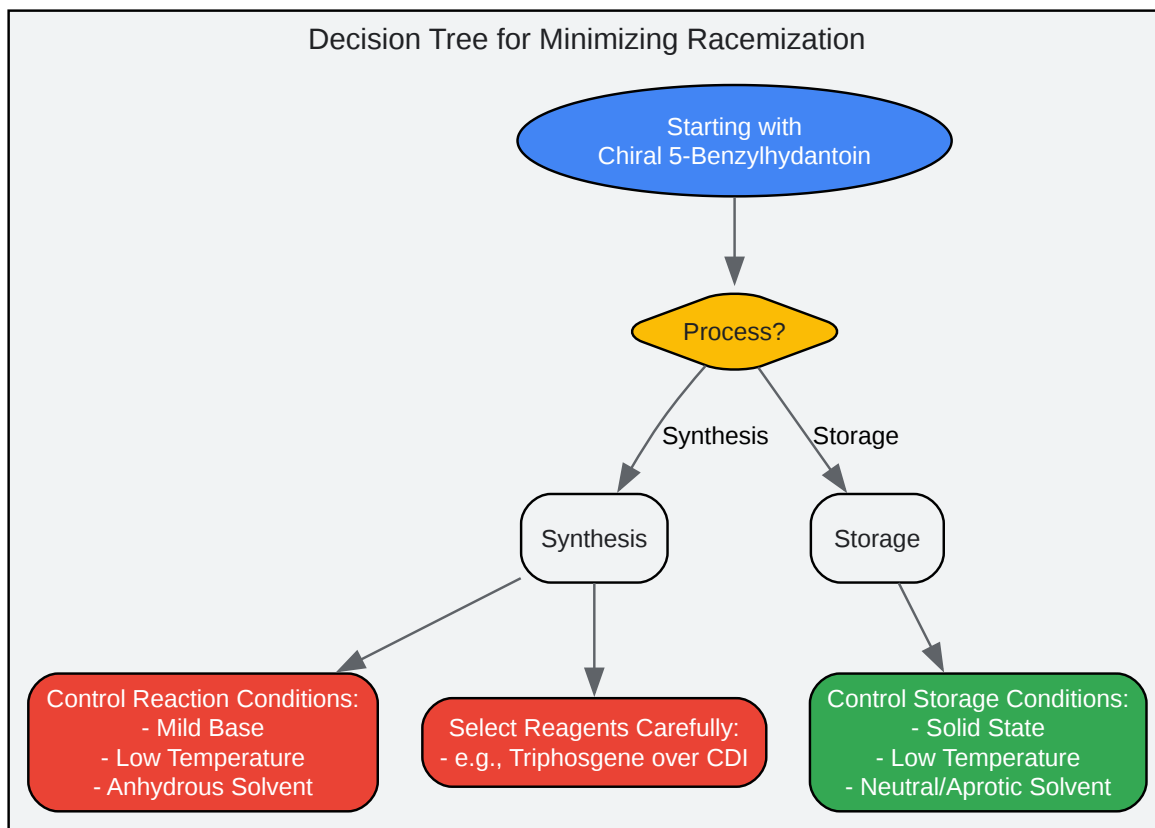 Decision Tree for Minimizing Racemization
Starting with
Chiral 5-Benzylhydantoin
Process?
Synthesis
Storage
Synthesis
Storage
Control Reaction Conditions:
- Mild Base
- Low Temperature
- Anhydrous Solvent
Select Reagents Carefully:
- e.g., Triphosgene over CDI
Control Storage Conditions:
- Solid State
- Low Temperature
- Neutral/Aprotic Solvent